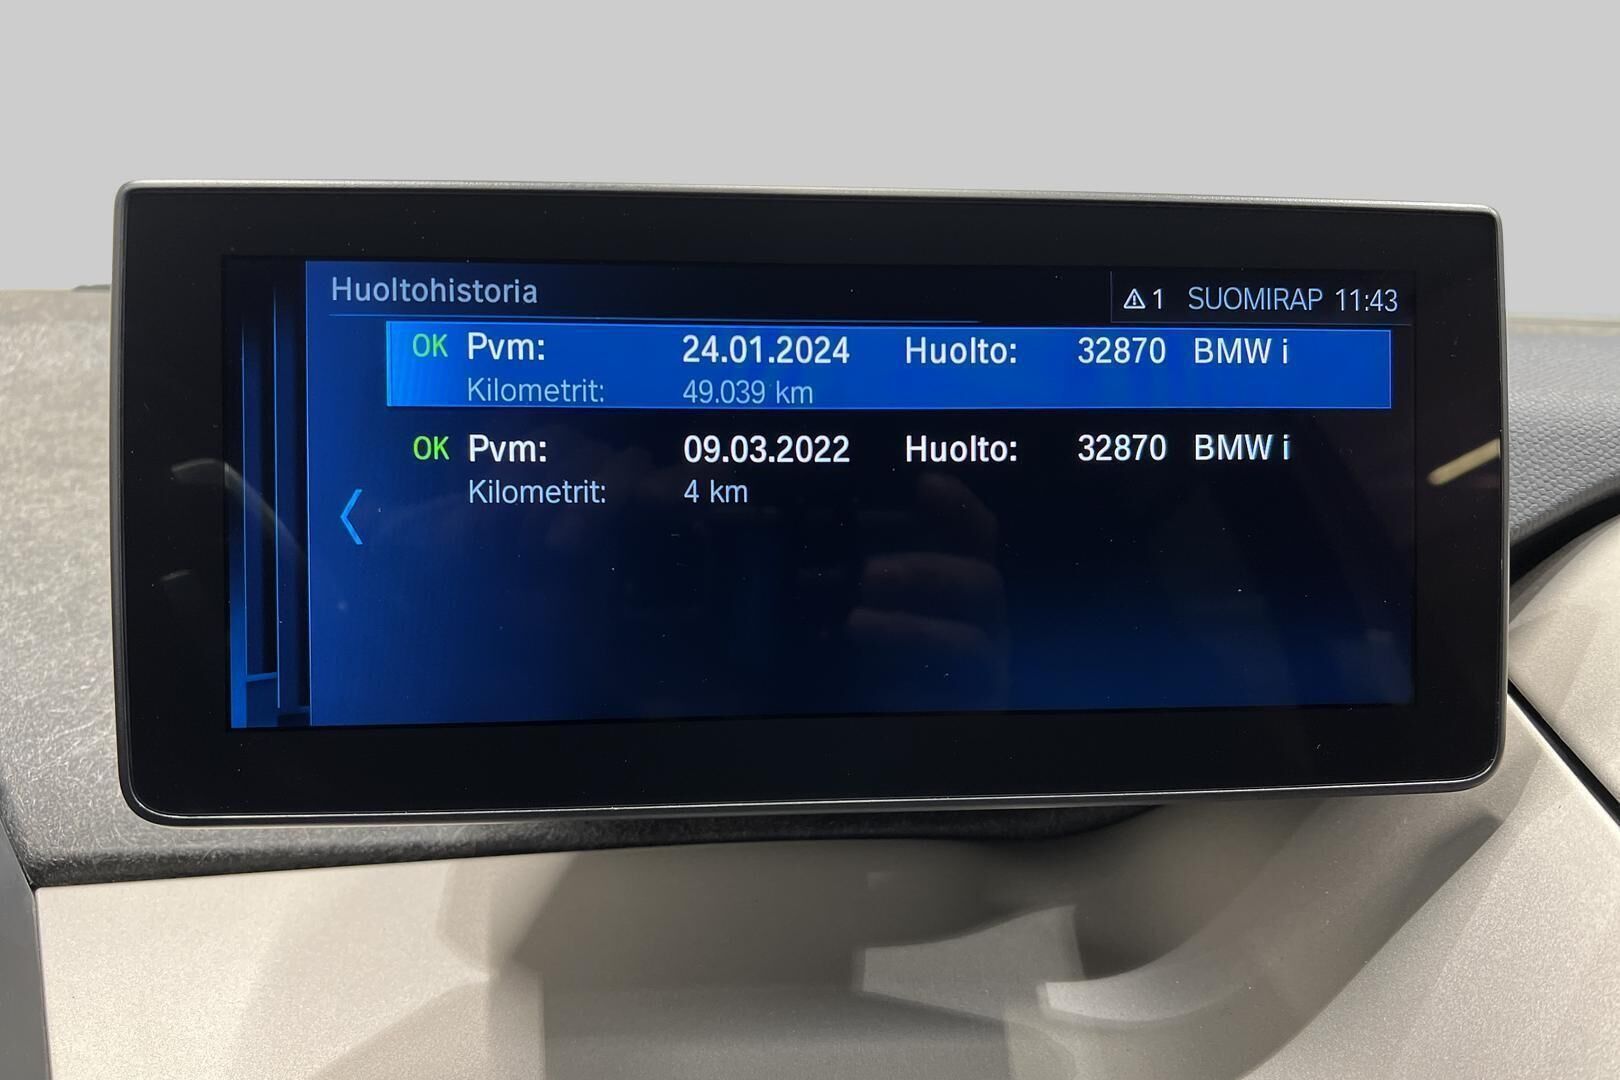 Huoltohistoria
1 SUOMIRAP 11:43
OK Pvm: 24.01.2024 Huolto: 32870 BMW i
Kilometrit: 49.039 km
OK Pvm: 09.03.2022 Huolto: 32870 BMW i
Kilometrit: 4 km